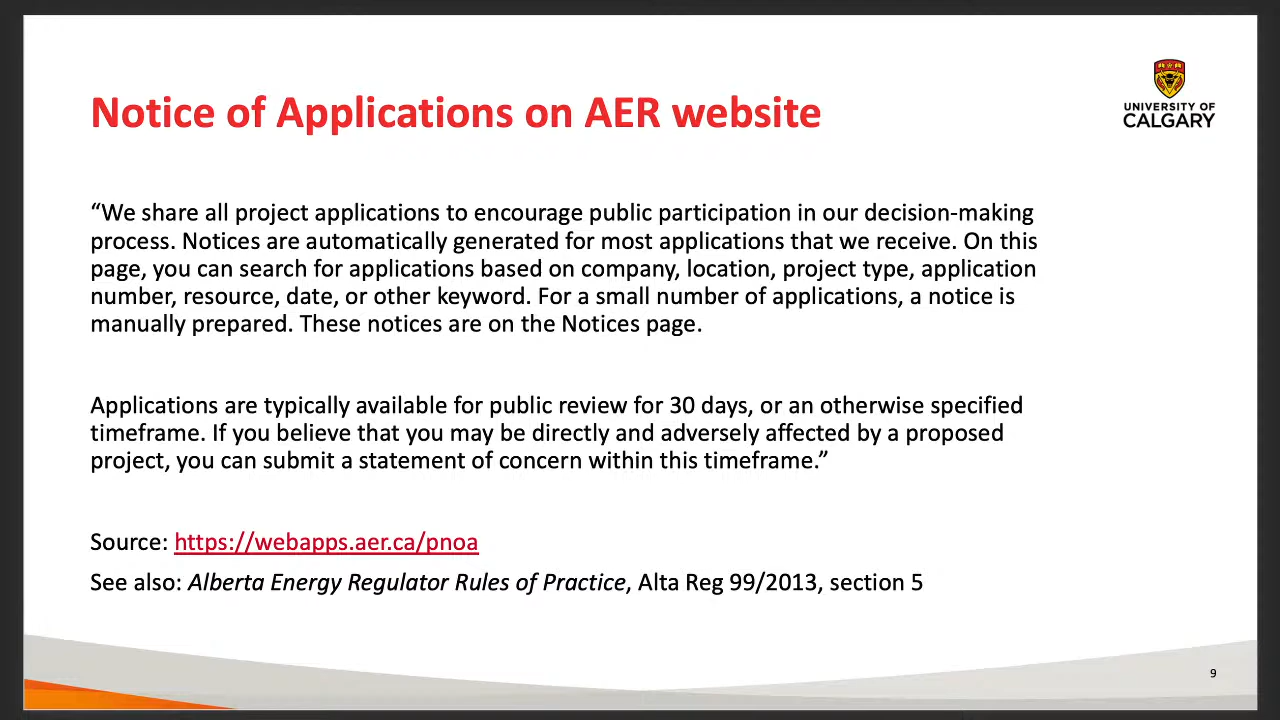 Notice of Applications on AER website
UNIVERSITY OF
CALGARY
“We share all project applications to encourage public participation in our decision-making
process. Notices are automatically generated for most applications that we receive. On this
page, you can search for applications based on company, location, project type, application
number, resource, date, or other keyword. For a small number of applications, a notice is
manually prepared. These notices are on the Notices page.
Applications are typically available for public review for 30 days, or an otherwise specified
timeframe. If you believe that you may be directly and adversely affected by a proposed
project, you can submit a statement of concern within this timeframe.”
Source: https://webapps.aer.ca/pnoa
See also: Alberta Energy Regulator Rules of Practice, Alta Reg 99/2013, section 5
9